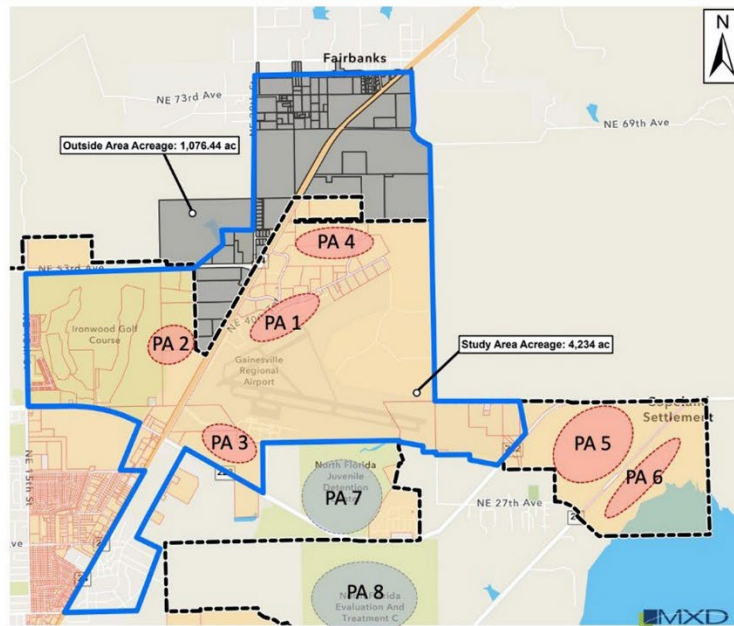 N
Fairbanks
NE 73rd Ave
NE 69th Ave
Outside Area Acreage: 1,076.44 ac
PA 4
NE 53rd Ave
PA 1
Ironwood Golf
Course
PA 2
Gainesville
Regional
Airport
Study Area Acreage: 4,234 ac
Settlement
PA 3
PA 5
NE 15th St
North Florida
Juvenile
Detention
PA 7
PA 6
NE 27th Ave
PA 8
Evaluation And
Treatment C
MXD